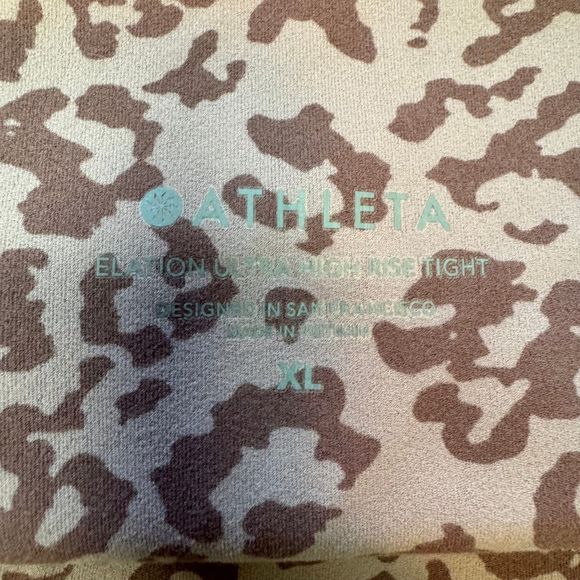 ATHLETA
ELATION ULTRA HIGH RISE TIGHT
DESIGNED IN SAN FRANCISCO
MADE IN VIETNAM
XL